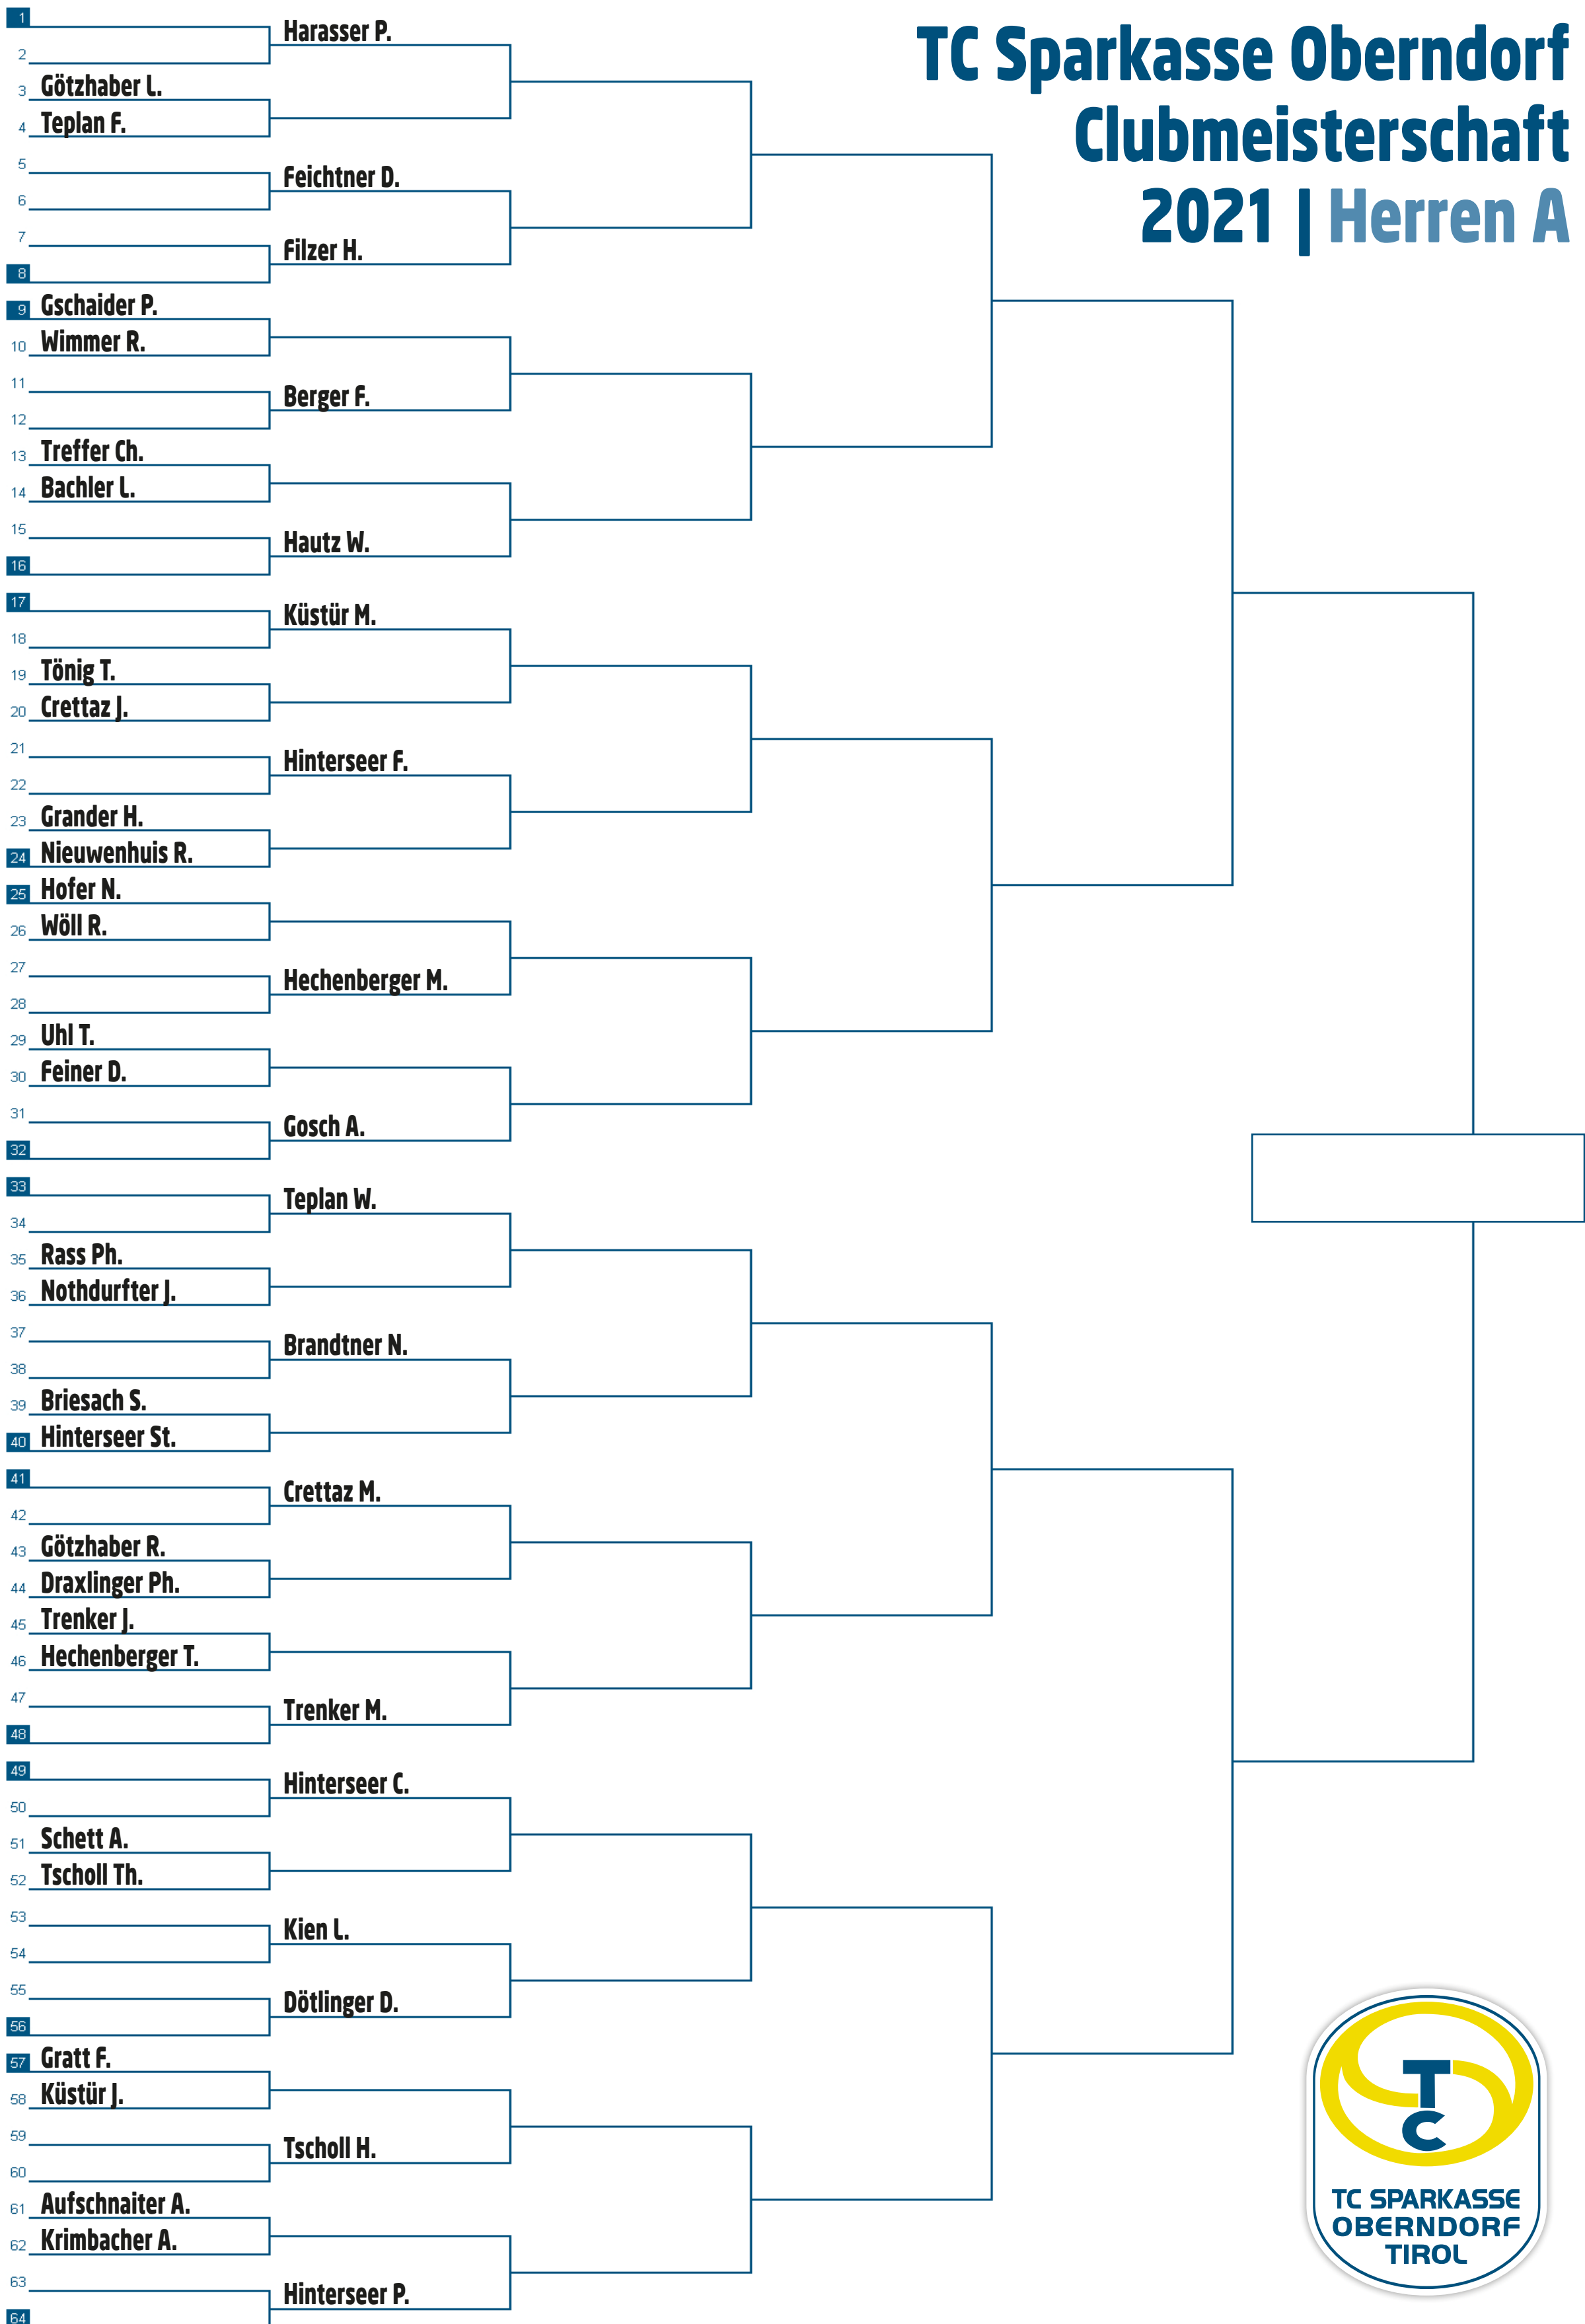 TC Sparkasse Oberndorf
Clubmeisterschaft
2021 | Herren A
1
Harasser P.
2
3 Götzhaber L.
4 Teplan F.
5
Feichtner D.
6
7
Filzer H.
8
9 Gschaider P.
10 Wimmer R.
11
Berger F.
12
13 Treffer Ch.
14 Bachler L.
15
Hautz W.
16
17
Küstür M.
18
19 Tönig T.
20 Crettaz J.
21
Hinterseer F.
22
23 Grander H.
24 Nieuwenhuis R.
25 Hofer N.
26 Wöll R.
27
Hechenberger M.
28
29 Uhl T.
30 Feiner D.
31
Gosch A.
32
33
Teplan W.
34
35 Rass Ph.
36 Nothdurfter J.
37
Brandtner N.
38
39 Briesach S.
40 Hinterseer St.
41
Crettaz M.
42
43 Götzhaber R.
44 Draxlinger Ph.
45 Trenker J.
46 Hechenberger T.
47
Trenker M.
48
49
Hinterseer C.
50
51 Schett A.
52 Tscholl Th.
53
Kien L.
54
55
Dötlinger D.
56
57 Gratt F.
58 Küstür J.
59
Tscholl H.
60
61 Aufschnaiter A.
62 Krimbacher A.
63
Hinterseer P.
64
TC
TC SPARKASSE
OBERNDORF
TIROL